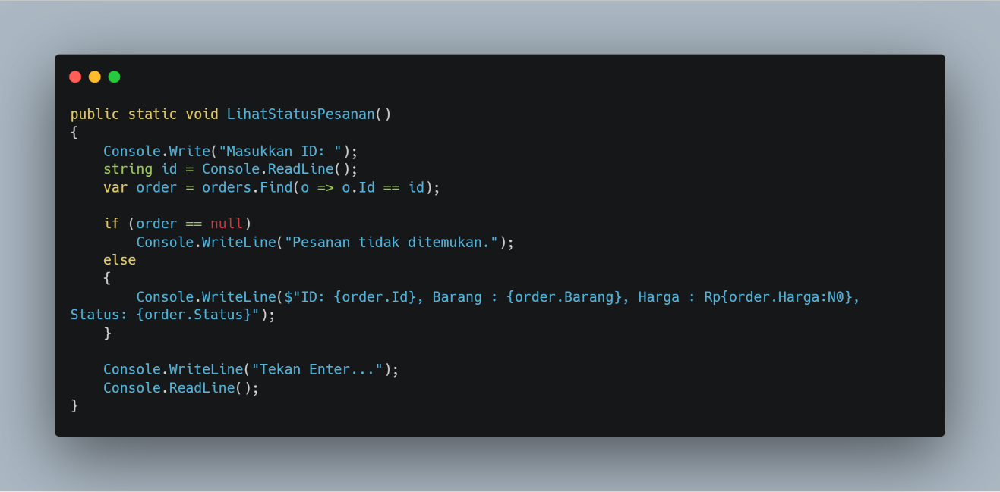 public static void LihatStatusPesanan()
{
    Console.Write("Masukkan ID: ");
    string id = Console.ReadLine();
    var order = orders.Find(o => o.Id == id);

    if (order == null)
        Console.WriteLine("Pesanan tidak ditemukan.");
    else
    {
        Console.WriteLine($"ID: {order.Id}, Barang : {order.Barang}, Harga : Rp{order.Harga:N0},
Status: {order.Status}");
    }

    Console.WriteLine("Tekan Enter...");
    Console.ReadLine();
}